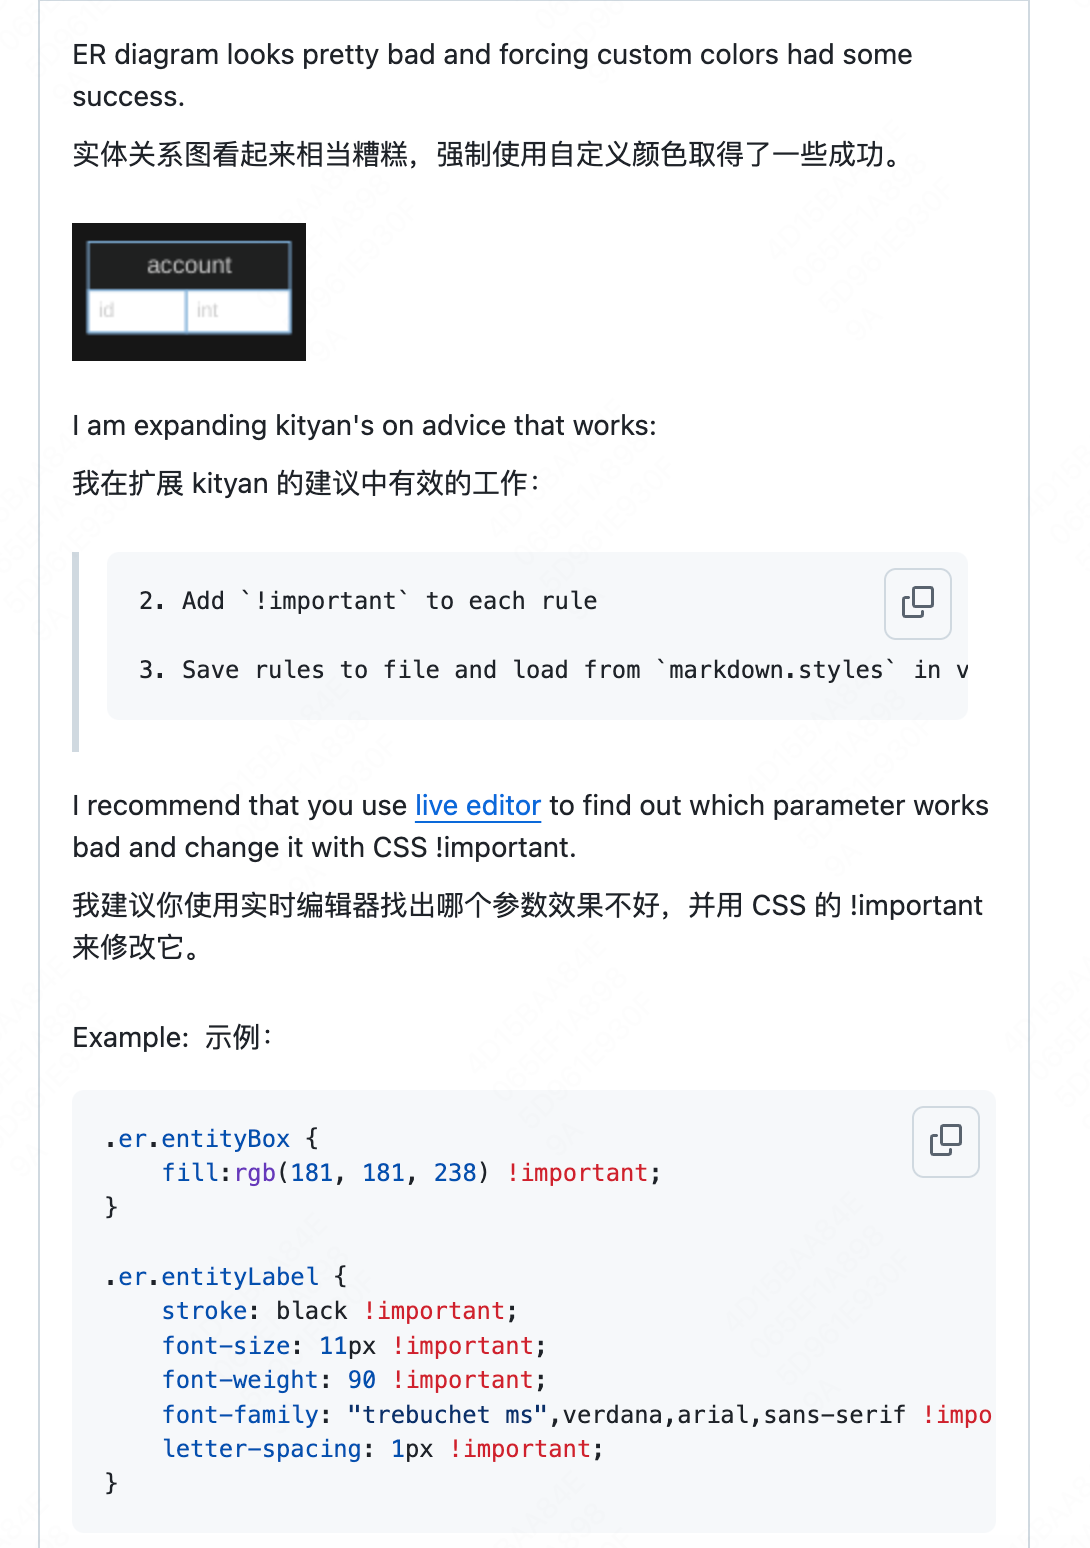 ER diagram looks pretty bad and forcing custom colors had some
success.
实体关系图看起来相当糟糕，强制使用自定义颜色取得了一些成功。
account
id int
I am expanding kityan's on advice that works:
我在扩展 kityan 的建议中有效的工作：
2. Add `!important` to each rule
3. Save rules to file and load from `markdown.styles` in v
I recommend that you use live editor to find out which parameter works
bad and change it with CSS !important.
我建议你使用实时编辑器找出哪个参数效果不好，并用 CSS 的 !important
来修改它。
Example: 示例：
.er.entityBox {
    fill:rgb(181, 181, 238) !important;
}
.er.entityLabel {
    stroke: black !important;
    font-size: 11px !important;
    font-weight: 90 !important;
    font-family: "trebuchet ms",verdana,arial,sans-serif !impo
    letter-spacing: 1px !important;
}